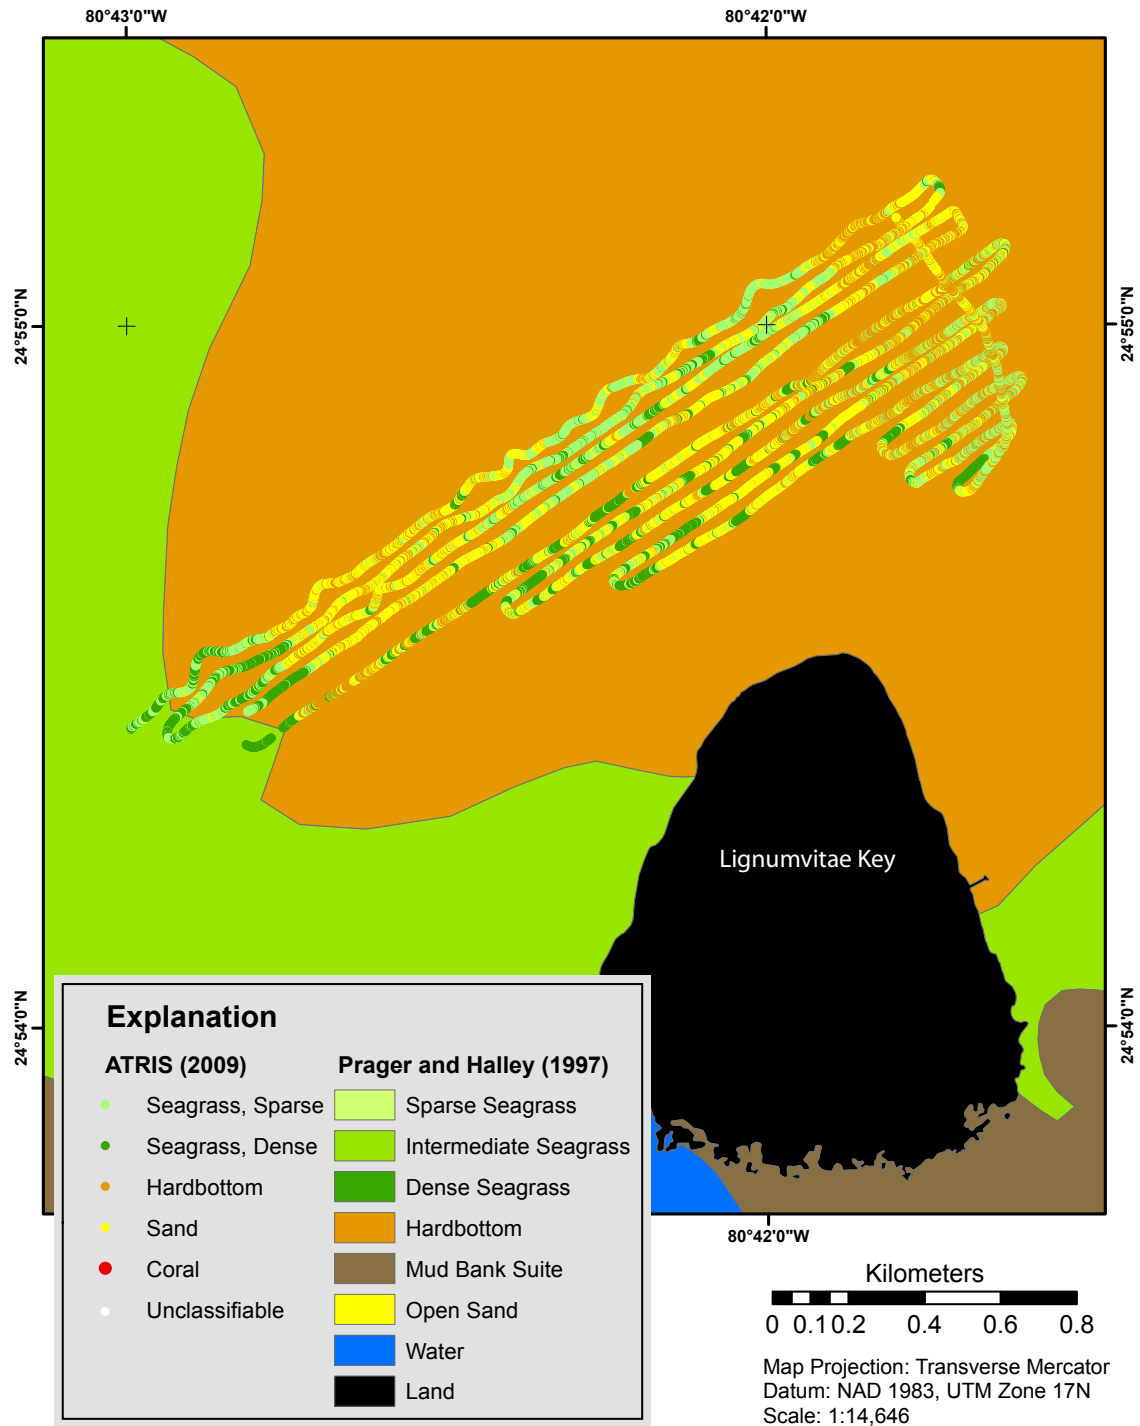 80°43'0"W 80°42'0"W
24°55'0"N
24°55'0"N
Lignumvitae Key
24°54'0"N
24°54'0"N
Explanation
ATRIS (2009) Prager and Halley (1997)
Seagrass, Sparse Sparse Seagrass
Seagrass, Dense Intermediate Seagrass
Hardbottom Dense Seagrass
Sand Hardbottom
Coral Mud Bank Suite
Unclassifiable Open Sand
Water
Land
80°42'0"W
Kilometers
0 0.1 0.2 0.4 0.6 0.8
Map Projection: Transverse Mercator
Datum: NAD 1983, UTM Zone 17N
Scale: 1:14,646